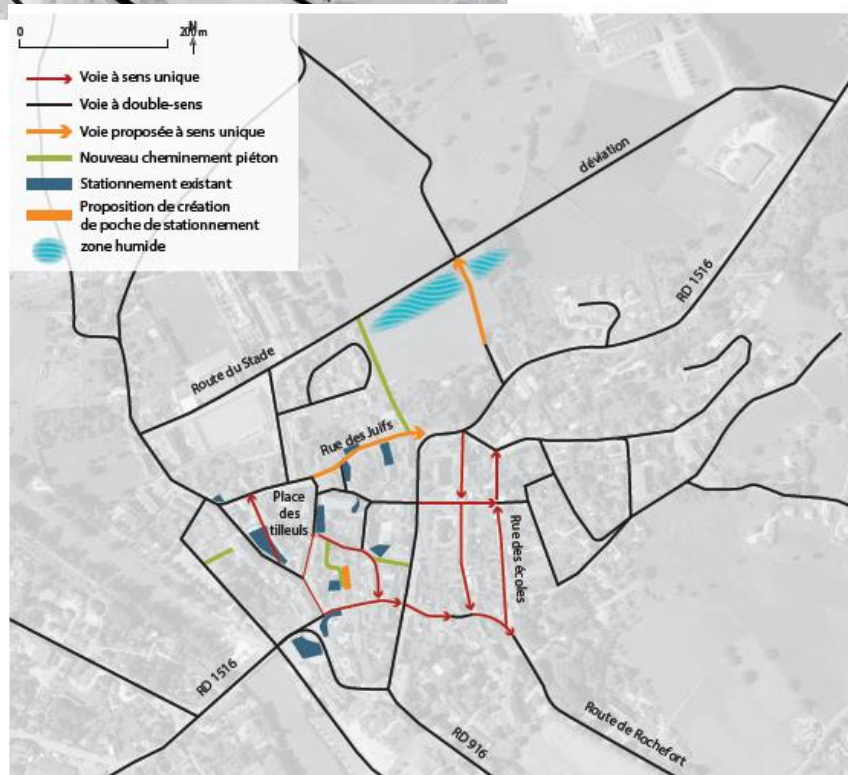 0 200 m
N
Voie à sens unique
Voie à double-sens
Voie proposée à sens unique
Nouveau cheminement piéton
Stationnement existant
Proposition de création
de poche de stationnement
zone humide
déviation
RD 1516
Route du Stade
Rue des Juifs
Place
des
tilleuls
Rue des écoles
RD 1516
RD 916
Route de Rochefort